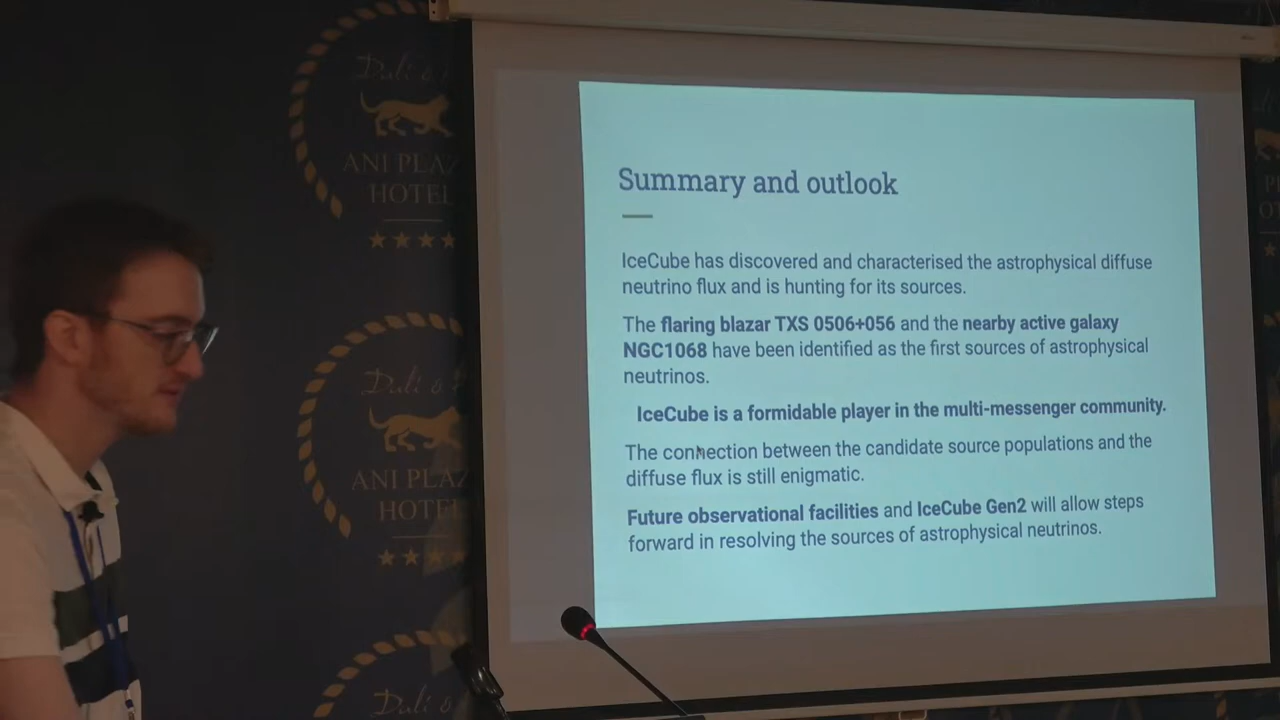 Dali &
ANI PLAZ
HOTEL
Dali &
ANI PLAZ
HOTEL
Dali &
Summary and outlook
IceCube has discovered and characterised the astrophysical diffuse
neutrino flux and is hunting for its sources.
The flaring blazar TXS 0506+056 and the nearby active galaxy
NGC1068 have been identified as the first sources of astrophysical
neutrinos.
IceCube is a formidable player in the multi-messenger community.
The connection between the candidate source populations and the
diffuse flux is still enigmatic.
Future observational facilities and IceCube Gen2 will allow steps
forward in resolving the sources of astrophysical neutrinos.